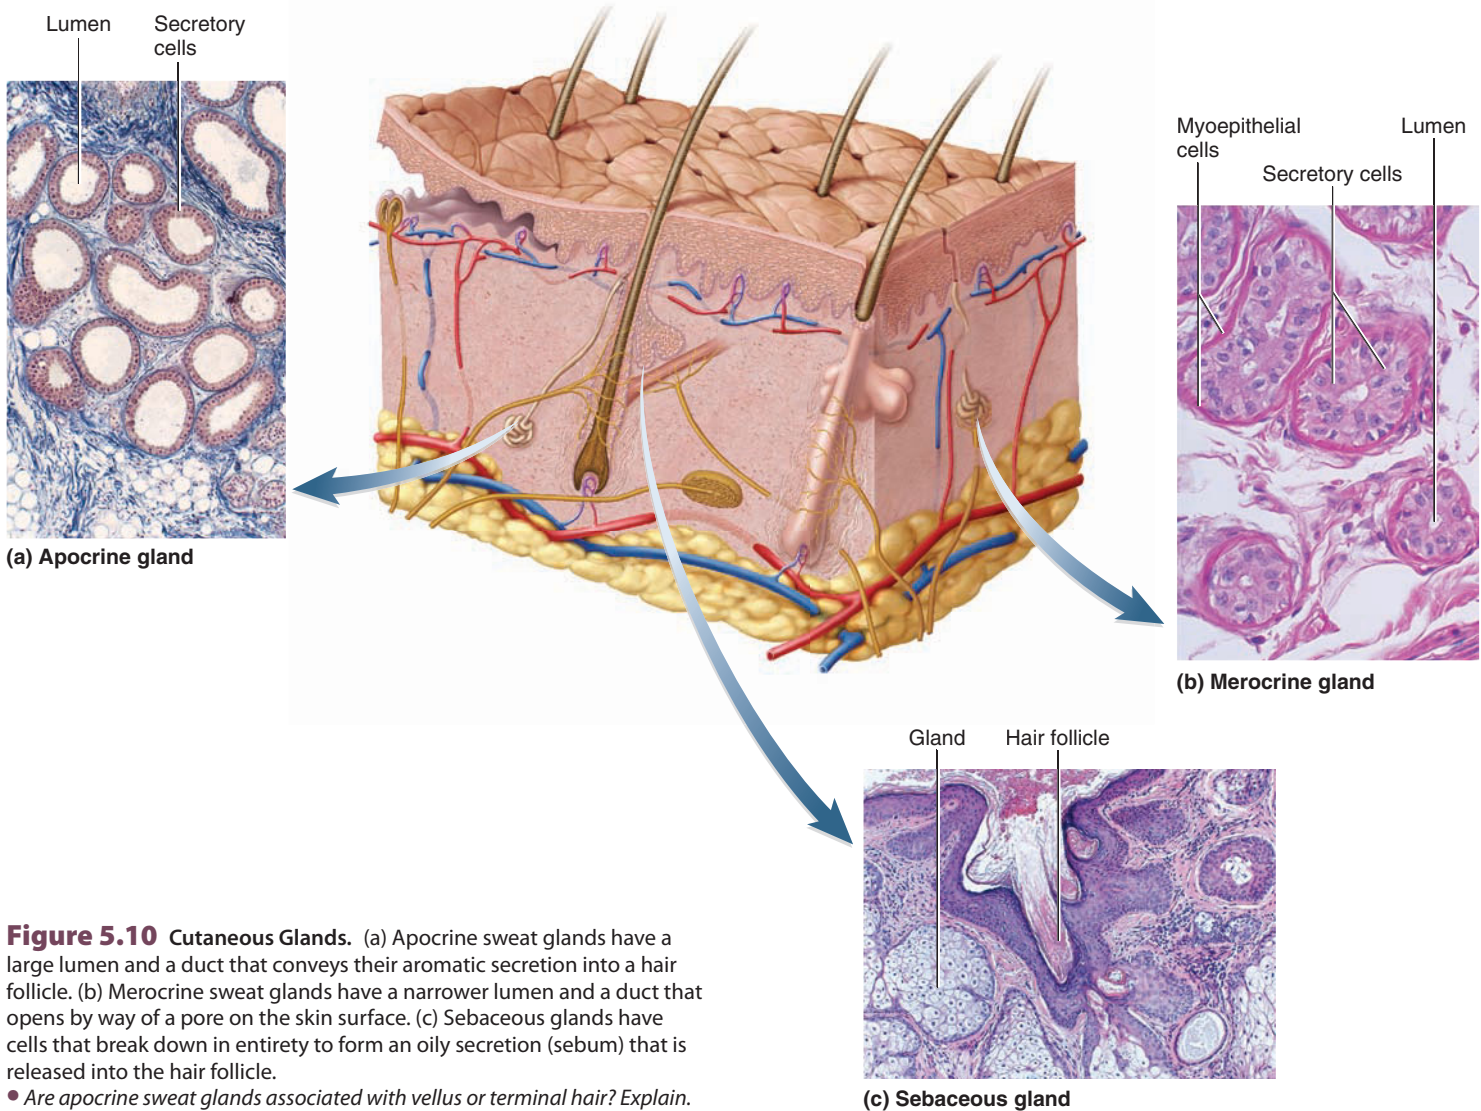 Lumen
Secretory
cells
(a) Apocrine gland
Myoepithelial
cells
Secretory cells
Lumen
(b) Merocrine gland
Gland
Hair follicle
(c) Sebaceous gland
Figure 5.10 Cutaneous Glands. (a) Apocrine sweat glands have a
large lumen and a duct that conveys their aromatic secretion into a hair
follicle. (b) Merocrine sweat glands have a narrower lumen and a duct that
opens by way of a pore on the skin surface. (c) Sebaceous glands have
cells that break down in entirety to form an oily secretion (sebum) that is
released into the hair follicle.
• Are apocrine sweat glands associated with vellus or terminal hair? Explain.